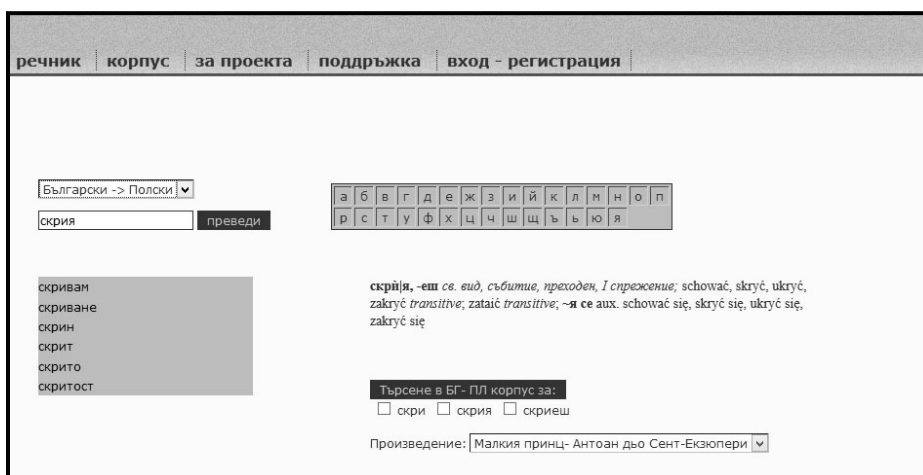 речник корпус за проекта поддръжка вход - регистрация
Български -> Полски
а б в г д е ж з и й к л м н о п
скрия преведи
р с т у ф х ц ч ш щ ъ ь ю я
скривам
скриване
скрин
скрит
скрито
скритост
скрѝ|я, -еш св. вид, събитие, преходен, I спрежение; schować, skryć, ukryć,
zakryć transitive; zataić transitive; ~я се aux. schować się, skryć się, ukryć się,
zakryć się
Търсене в БГ- ПЛ корпус за:
скри скрия скриеш
Произведение: Малкия принц- Антоан дьо Сент-Екзюпери